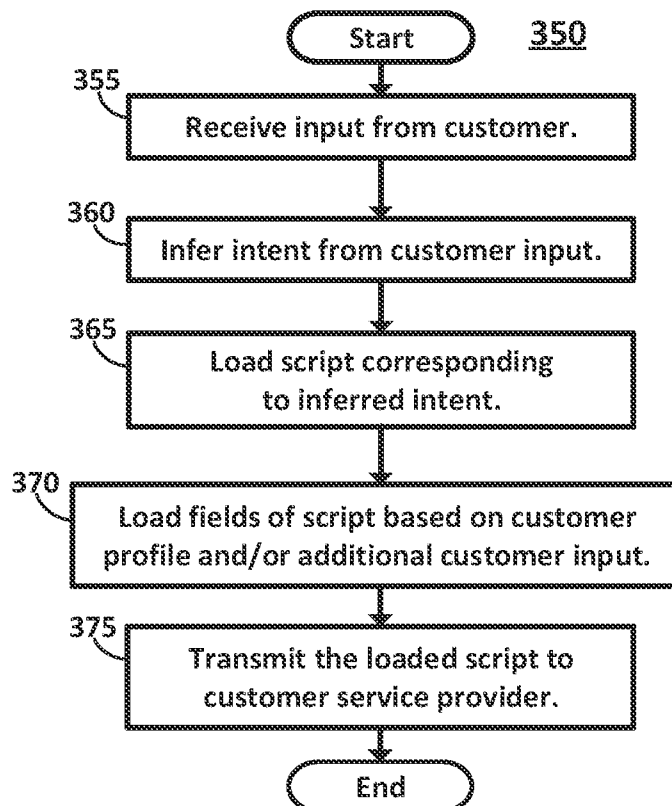 Start
350
355
Receive input from customer.
360
Infer intent from customer input.
365
Load script corresponding
to inferred intent.
370
Load fields of script based on customer
profile and/or additional customer input.
375
Transmit the loaded script to
customer service provider.
End